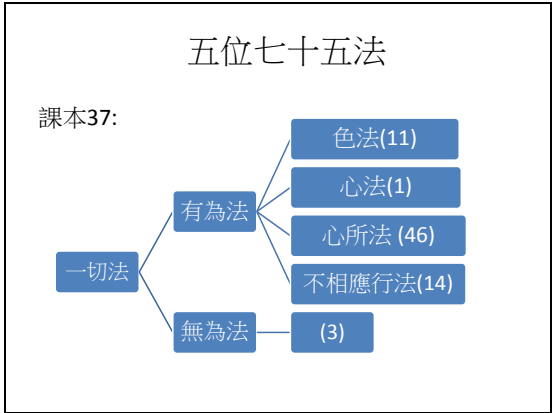 五位七十五法
課本37:
一切法
有為法
色法(11)
心法(1)
心所法 (46)
不相應行法(14)
無為法
(3)